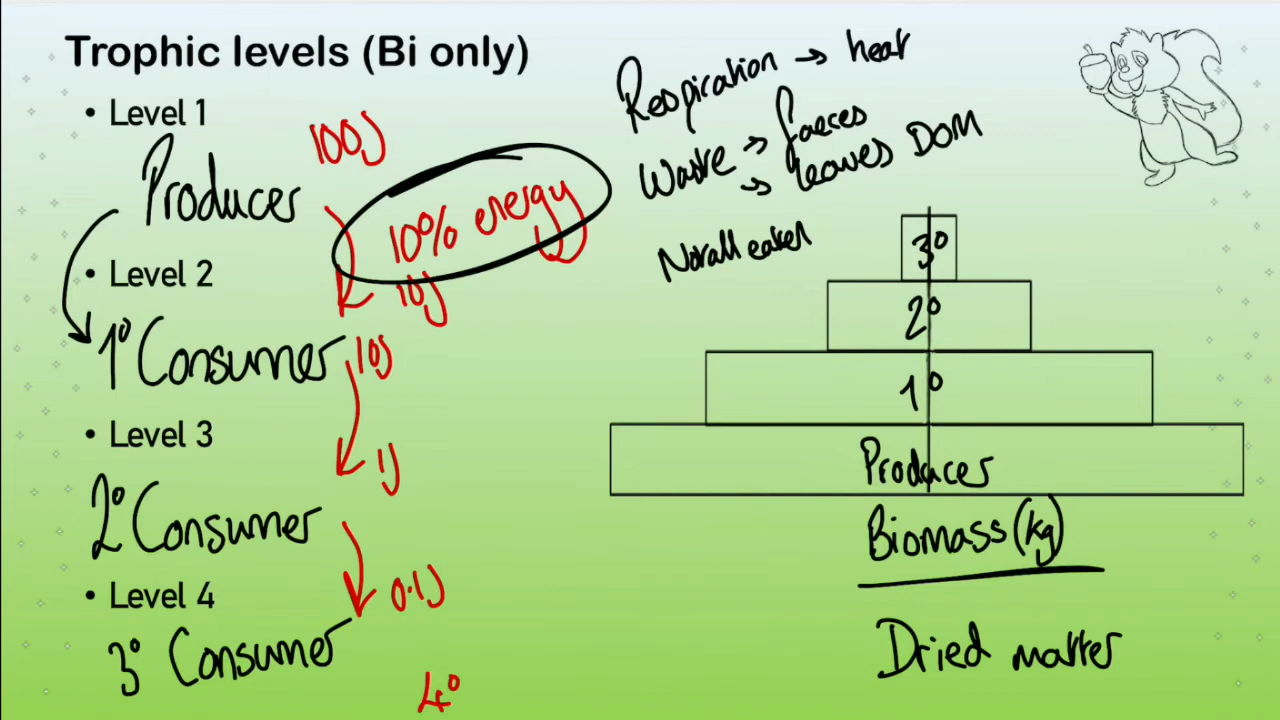 Trophic levels (Bi only)
• Level 1
Producer
100J
10% energy
• Level 2
10J
1° Consumer
10J
• Level 3
1J
2° Consumer
• Level 4
0.1J
3° Consumer
4°
Respiration → heat
Waste → faeces
→ leaves DOM
Not all eaten
3°
2°
1°
Producer
Biomass (kg)
Dried matter